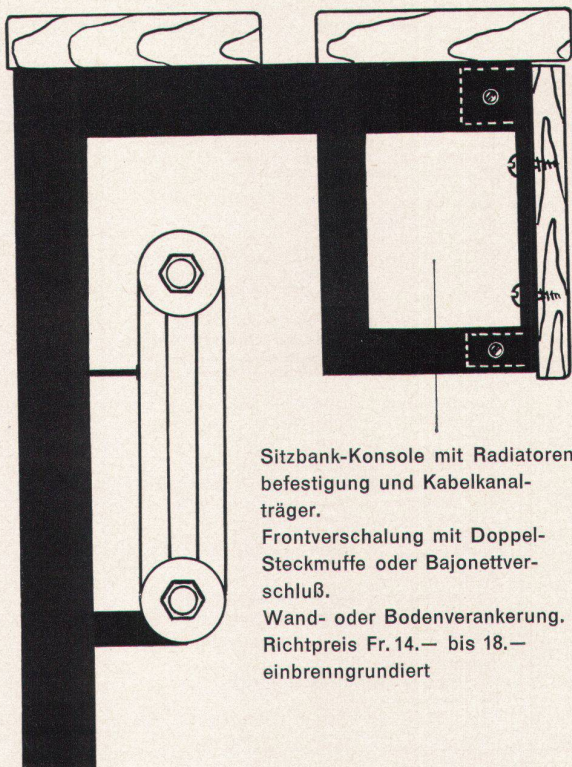 Sitzbank-Konsole mit Radiatoren
befestigung und Kabelkanal-
träger.
Frontverschalung mit Doppel-
Steckmuffe oder Bajonettver-
schluß.
Wand- oder Bodenverankerung.
Richtpreis Fr. 14.— bis 18.—
einbrenngrundiert